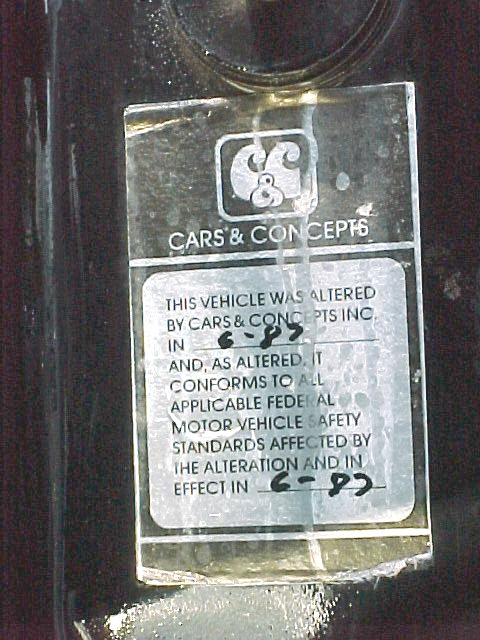 C&C
CARS & CONCEPTS
THIS VEHICLE WAS ALTERED
BY CARS & CONCEPTS INC.
IN 6-87
AND, AS ALTERED, IT
CONFORMS TO ALL
APPLICABLE FEDERAL
MOTOR VEHICLE SAFETY
STANDARDS AFFECTED BY
THE ALTERATION AND IN
EFFECT IN 6-87